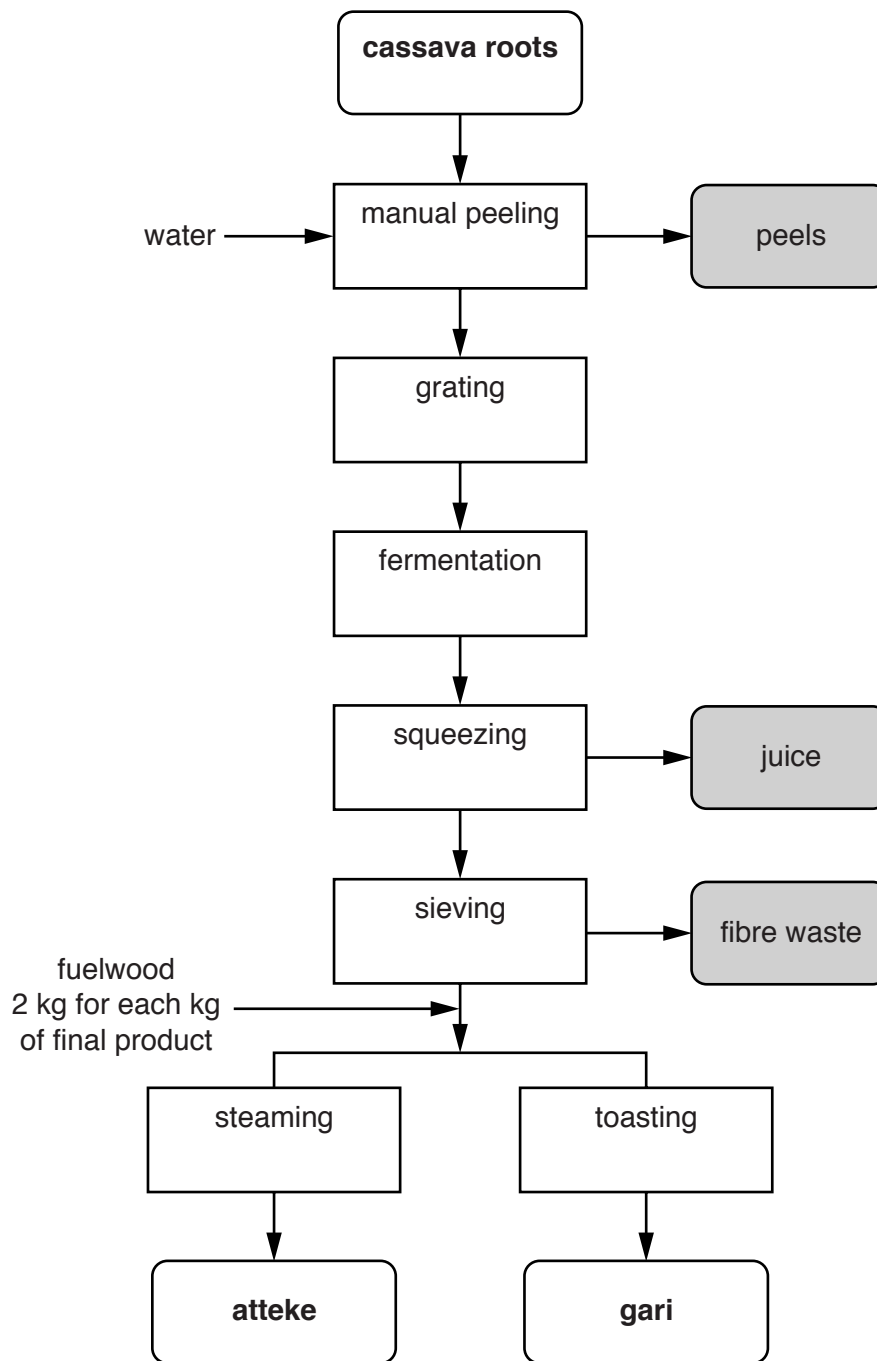 cassava roots
manual peeling
water
peels
grating
fermentation
squeezing
juice
sieving
fibre waste
fuelwood
2 kg for each kg
of final product
steaming
toasting
atteke
gari